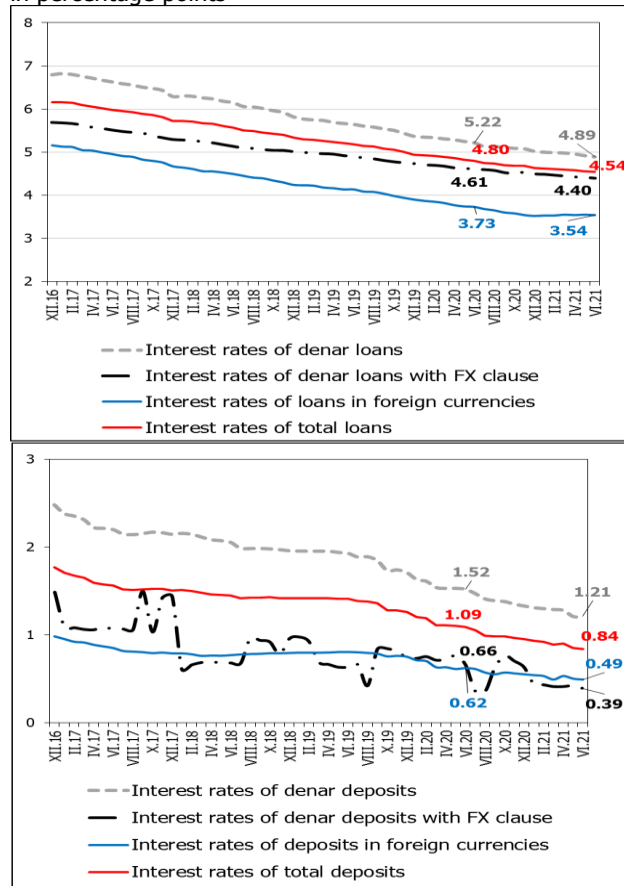 in percentage points
8
7
6
5
4
3
2
5.22
4.80
4.61
3.73
4.89
4.54
4.40
3.54
XII.16
II.17
IV.17
VI.17
VIII.17
X.17
XII.17
II.18
IV.18
VI.18
VIII.18
X.18
XII.18
II.19
IV.19
VI.19
VIII.19
X.19
XII.19
II.20
IV.20
VI.20
VIII.20
X.20
XII.20
II.21
IV.21
VI.21
Interest rates of denar loans
Interest rates of denar loans with FX clause
Interest rates of loans in foreign currencies
Interest rates of total loans
3
2
1
0
1.52
1.09
0.66
0.62
1.21
0.84
0.49
0.39
XII.16
II.17
IV.17
VI.17
VIII.17
X.17
XII.17
II.18
IV.18
VI.18
VIII.18
X.18
XII.18
II.19
IV.19
VI.19
VIII.19
X.19
XII.19
II.20
IV.20
VI.20
VIII.20
X.20
XII.20
II.21
IV.21
VI.21
Interest rates of denar deposits
Interest rates of denar deposits with FX clause
Interest rates of deposits in foreign currencies
Interest rates of total deposits